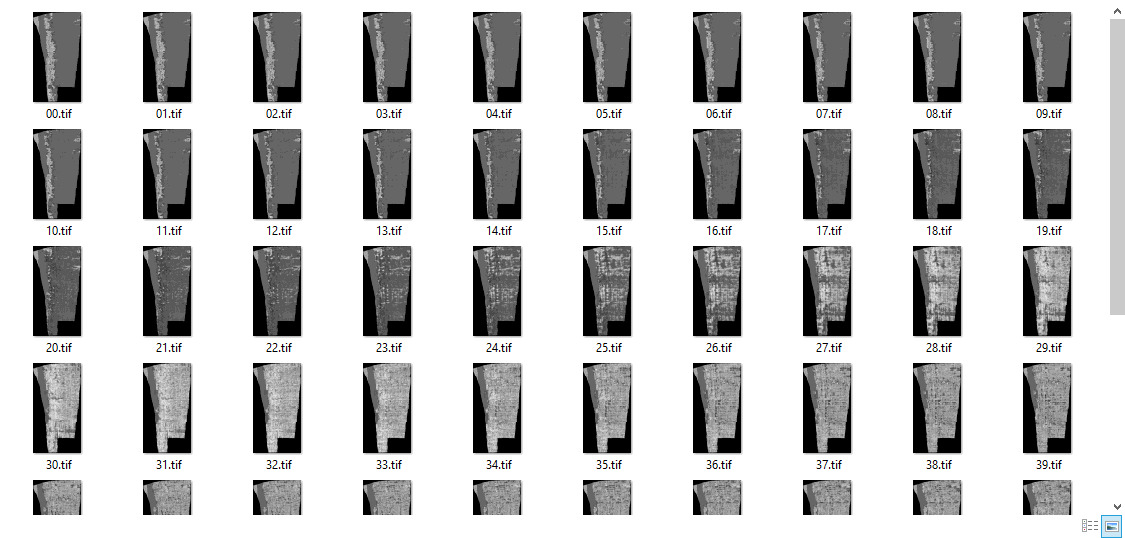 00.tif 01.tif 02.tif 03.tif 04.tif 05.tif 06.tif 07.tif 08.tif 09.tif
10.tif 11.tif 12.tif 13.tif 14.tif 15.tif 16.tif 17.tif 18.tif 19.tif
20.tif 21.tif 22.tif 23.tif 24.tif 25.tif 26.tif 27.tif 28.tif 29.tif
30.tif 31.tif 32.tif 33.tif 34.tif 35.tif 36.tif 37.tif 38.tif 39.tif